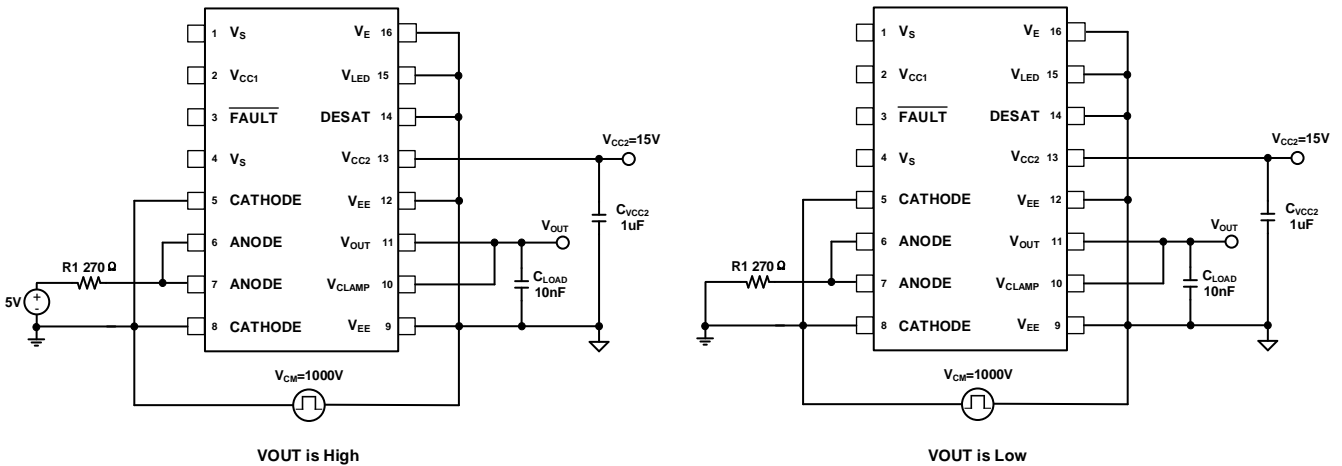 1 VS VE 16
2 VCC1 VLED 15
3 FAULT DESAT 14
4 VS VCC2 13
5 CATHODE VEE 12
6 ANODE VOUT 11
7 ANODE VCLAMP 10
8 CATHODE VEE 9
VCC2=15V
CVCC2
1uF
VOUT
CLOAD
10nF
R1 270Ω
5V
+
-
VCM=1000V
VOUT is High
1 VS VE 16
2 VCC1 VLED 15
3 FAULT DESAT 14
4 VS VCC2 13
5 CATHODE VEE 12
6 ANODE VOUT 11
7 ANODE VCLAMP 10
8 CATHODE VEE 9
VCC2=15V
CVCC2
1uF
VOUT
CLOAD
10nF
R1 270Ω
VCM=1000V
VOUT is Low